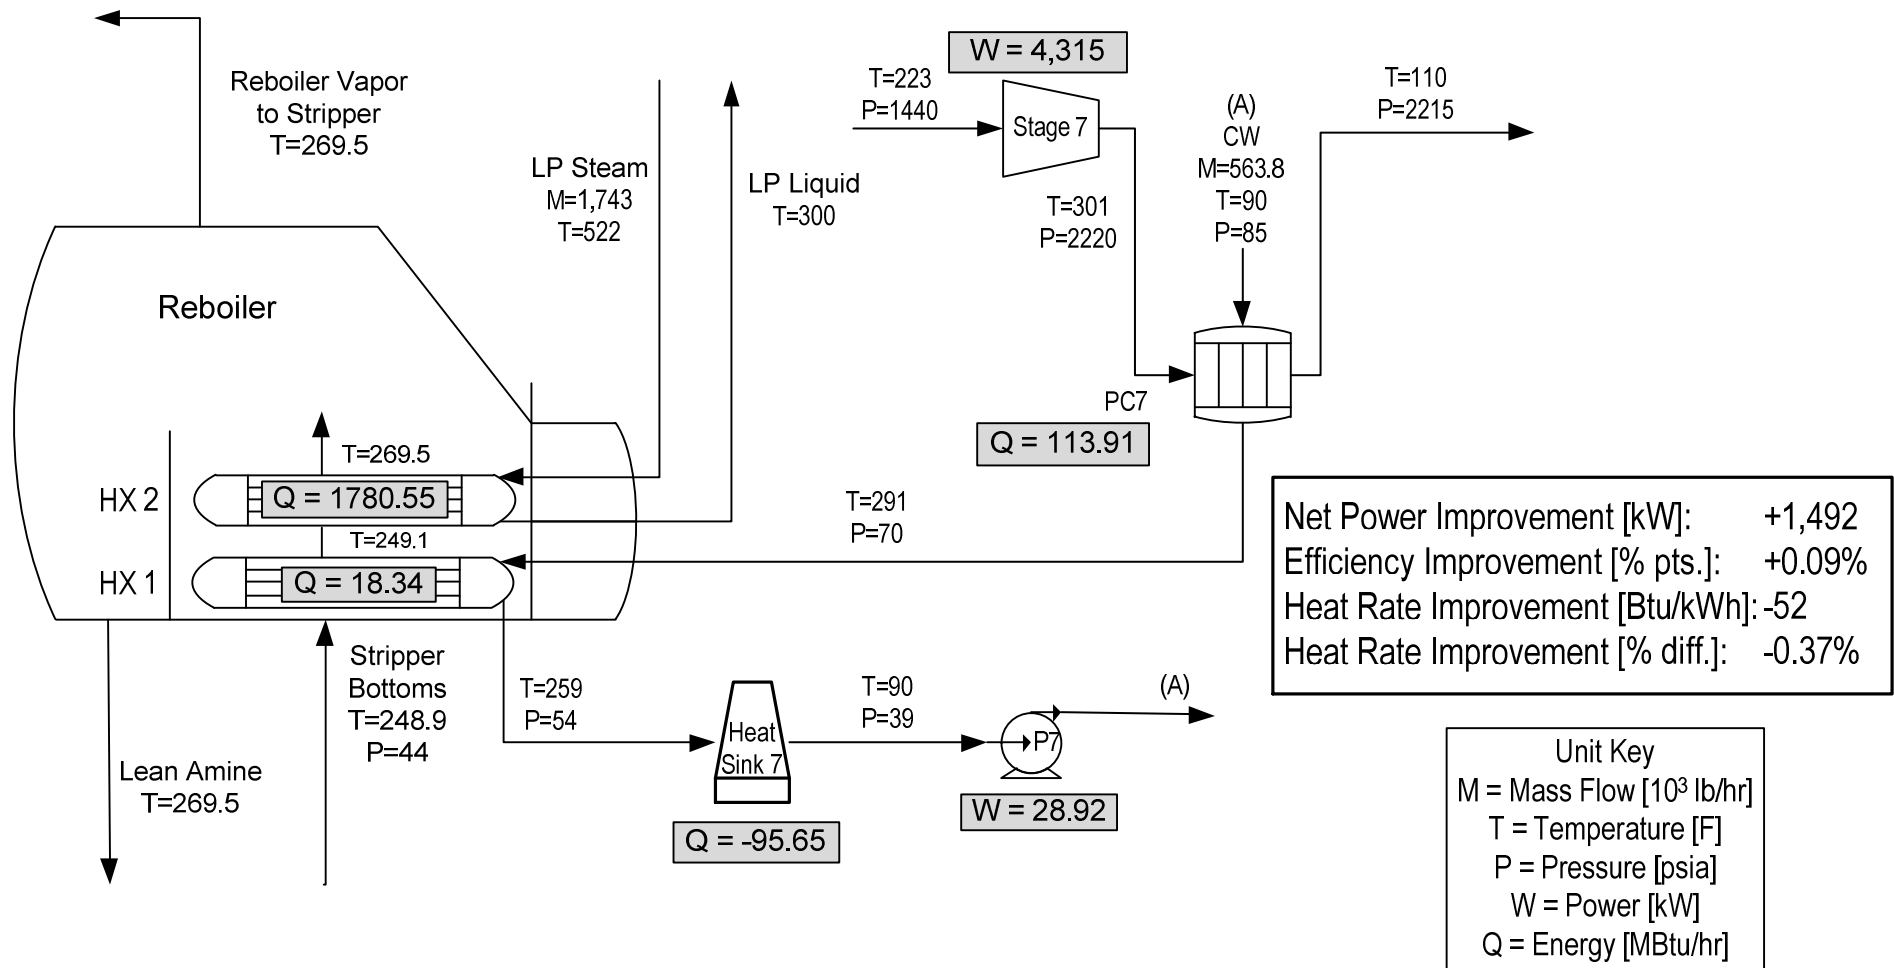 Reboiler Vapor
to Stripper
T=269.5
Reboiler
LP Steam
M=1,743
T=522
LP Liquid
T=300
W = 4,315
T=223
P=1440
Stage 7
T=301
P=2220
(A)
CW
M=563.8
T=90
P=85
T=110
P=2215
PC7
Q = 113.91
T=269.5
HX 2
Q = 1780.55
T=249.1
HX 1
Q = 18.34
T=291
P=70
Stripper
Bottoms
T=248.9
P=44
Lean Amine
T=269.5
T=259
P=54
Heat
Sink 7
Q = -95.65
T=90
P=39
P7
W = 28.92
(A)
Net Power Improvement [kW]: +1,492
Efficiency Improvement [% pts.]: +0.09%
Heat Rate Improvement [Btu/kWh]: -52
Heat Rate Improvement [% diff.]: -0.37%
Unit Key
M = Mass Flow [10³ lb/hr]
T = Temperature [F]
P = Pressure [psia]
W = Power [kW]
Q = Energy [MBtu/hr]